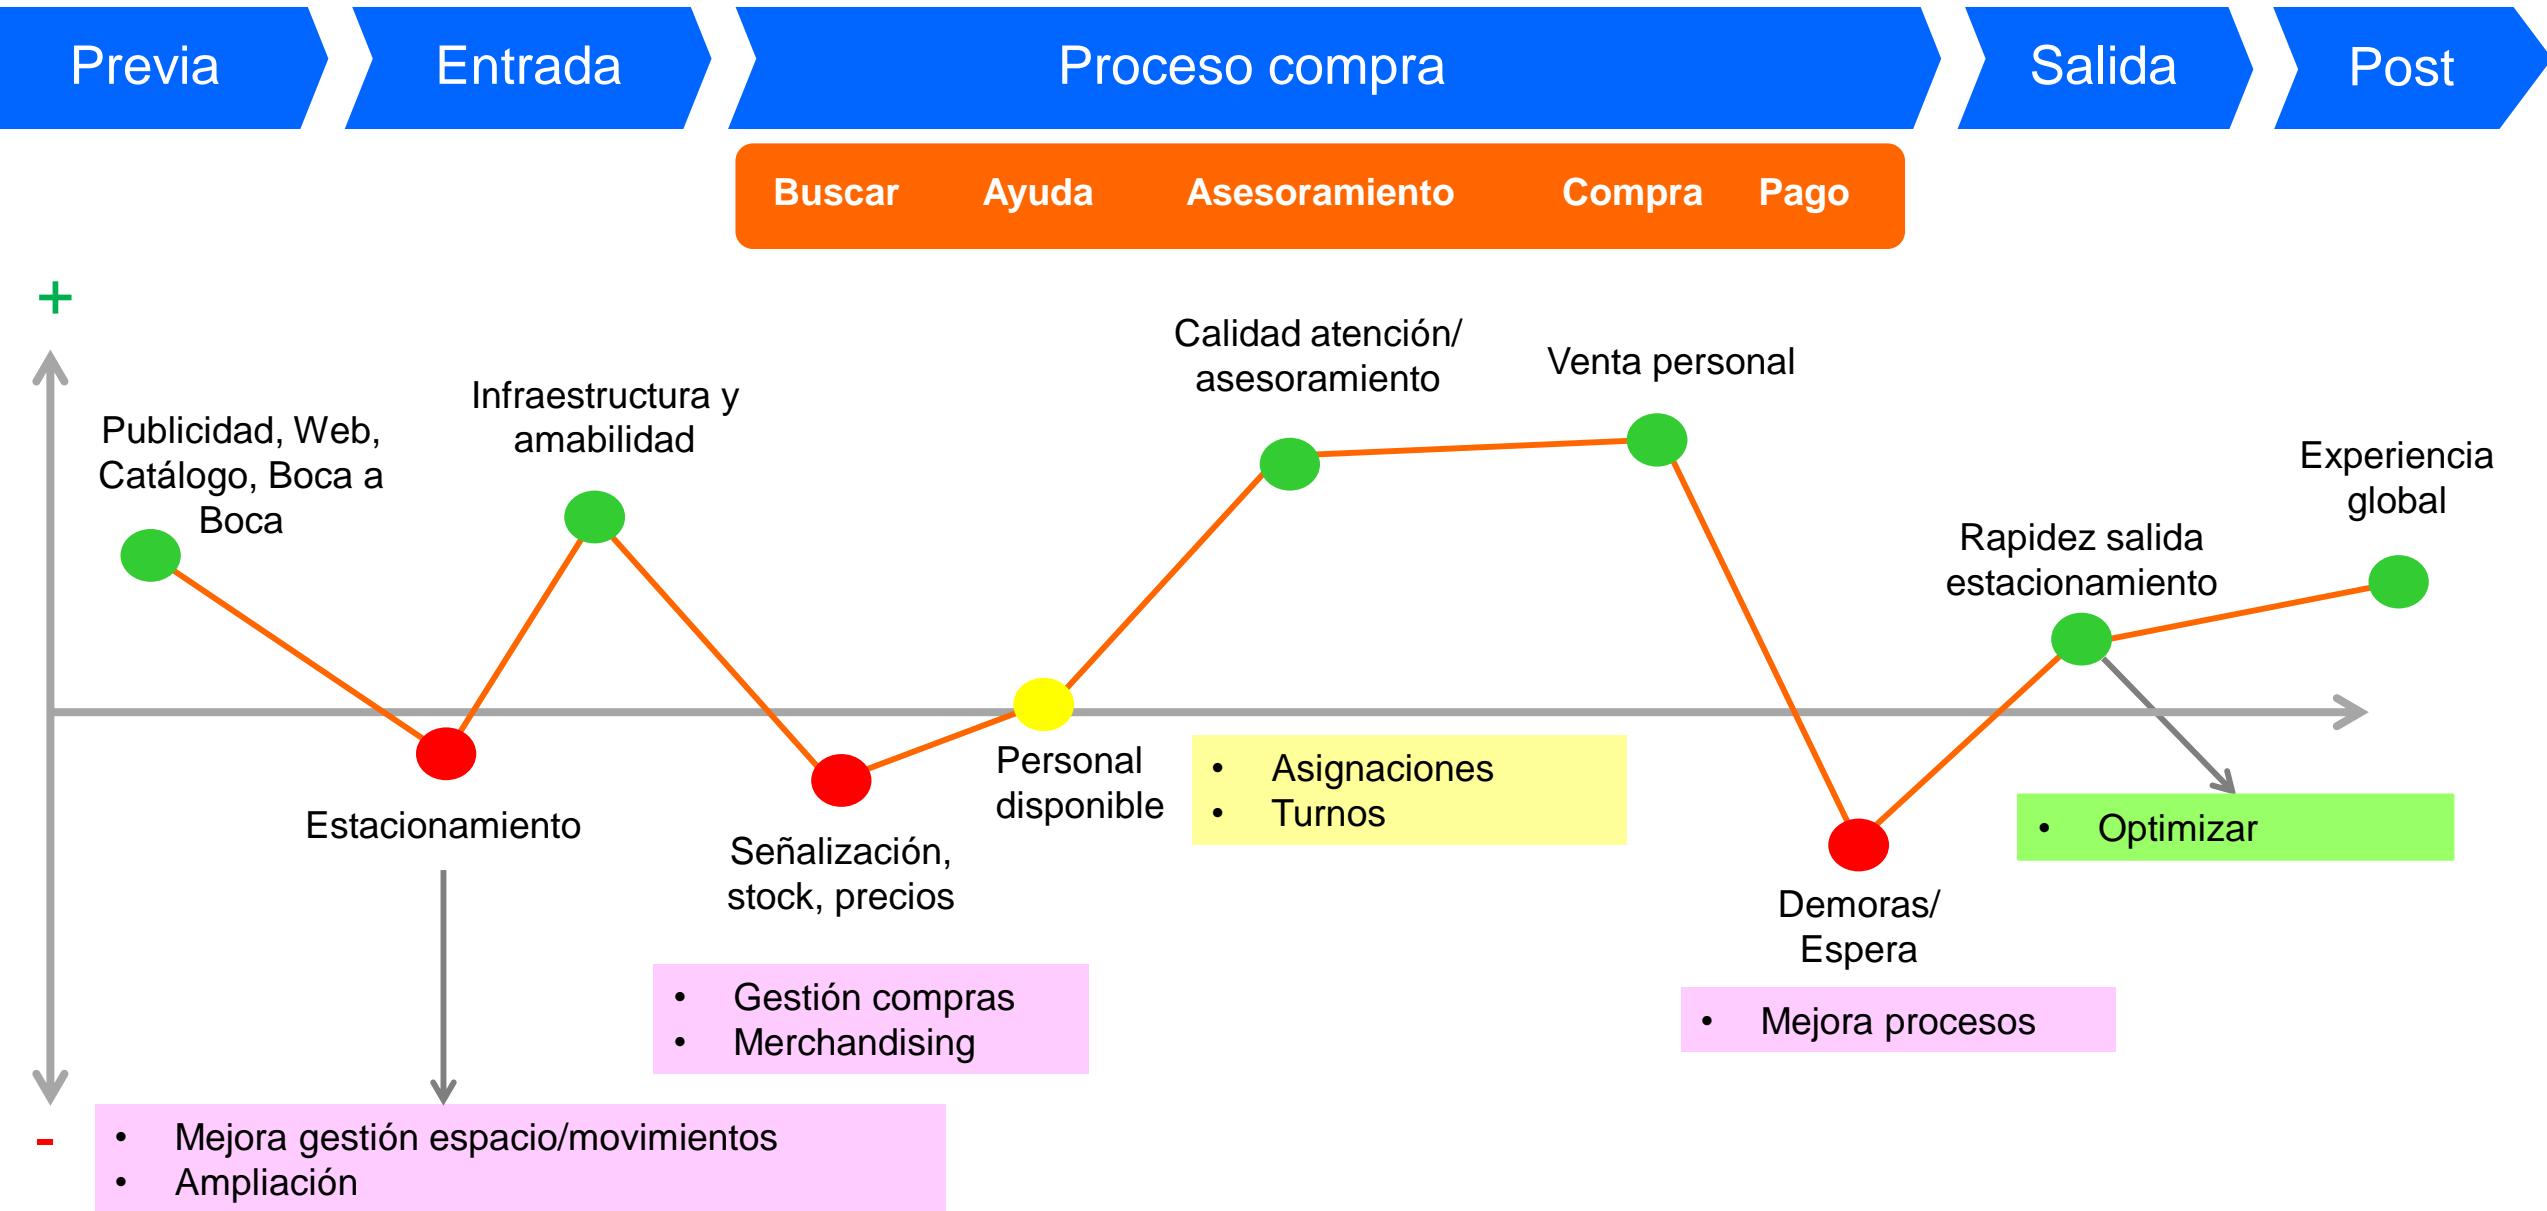 Previa
Entrada
Proceso compra
Salida
Post
Buscar
Ayuda
Asesoramiento
Compra
Pago
+
Publicidad, Web,
Catálogo, Boca a
Boca
Infraestructura y
amabilidad
Calidad atención/
asesoramiento
Venta personal
Experiencia
global
Rapidez salida
estacionamiento
Estacionamiento
Señalización,
stock, precios
Personal
disponible
• Asignaciones
• Turnos
• Optimizar
Demoras/
Espera
• Gestión compras
• Merchandising
• Mejora procesos
-
• Mejora gestión espacio/movimientos
• Ampliación